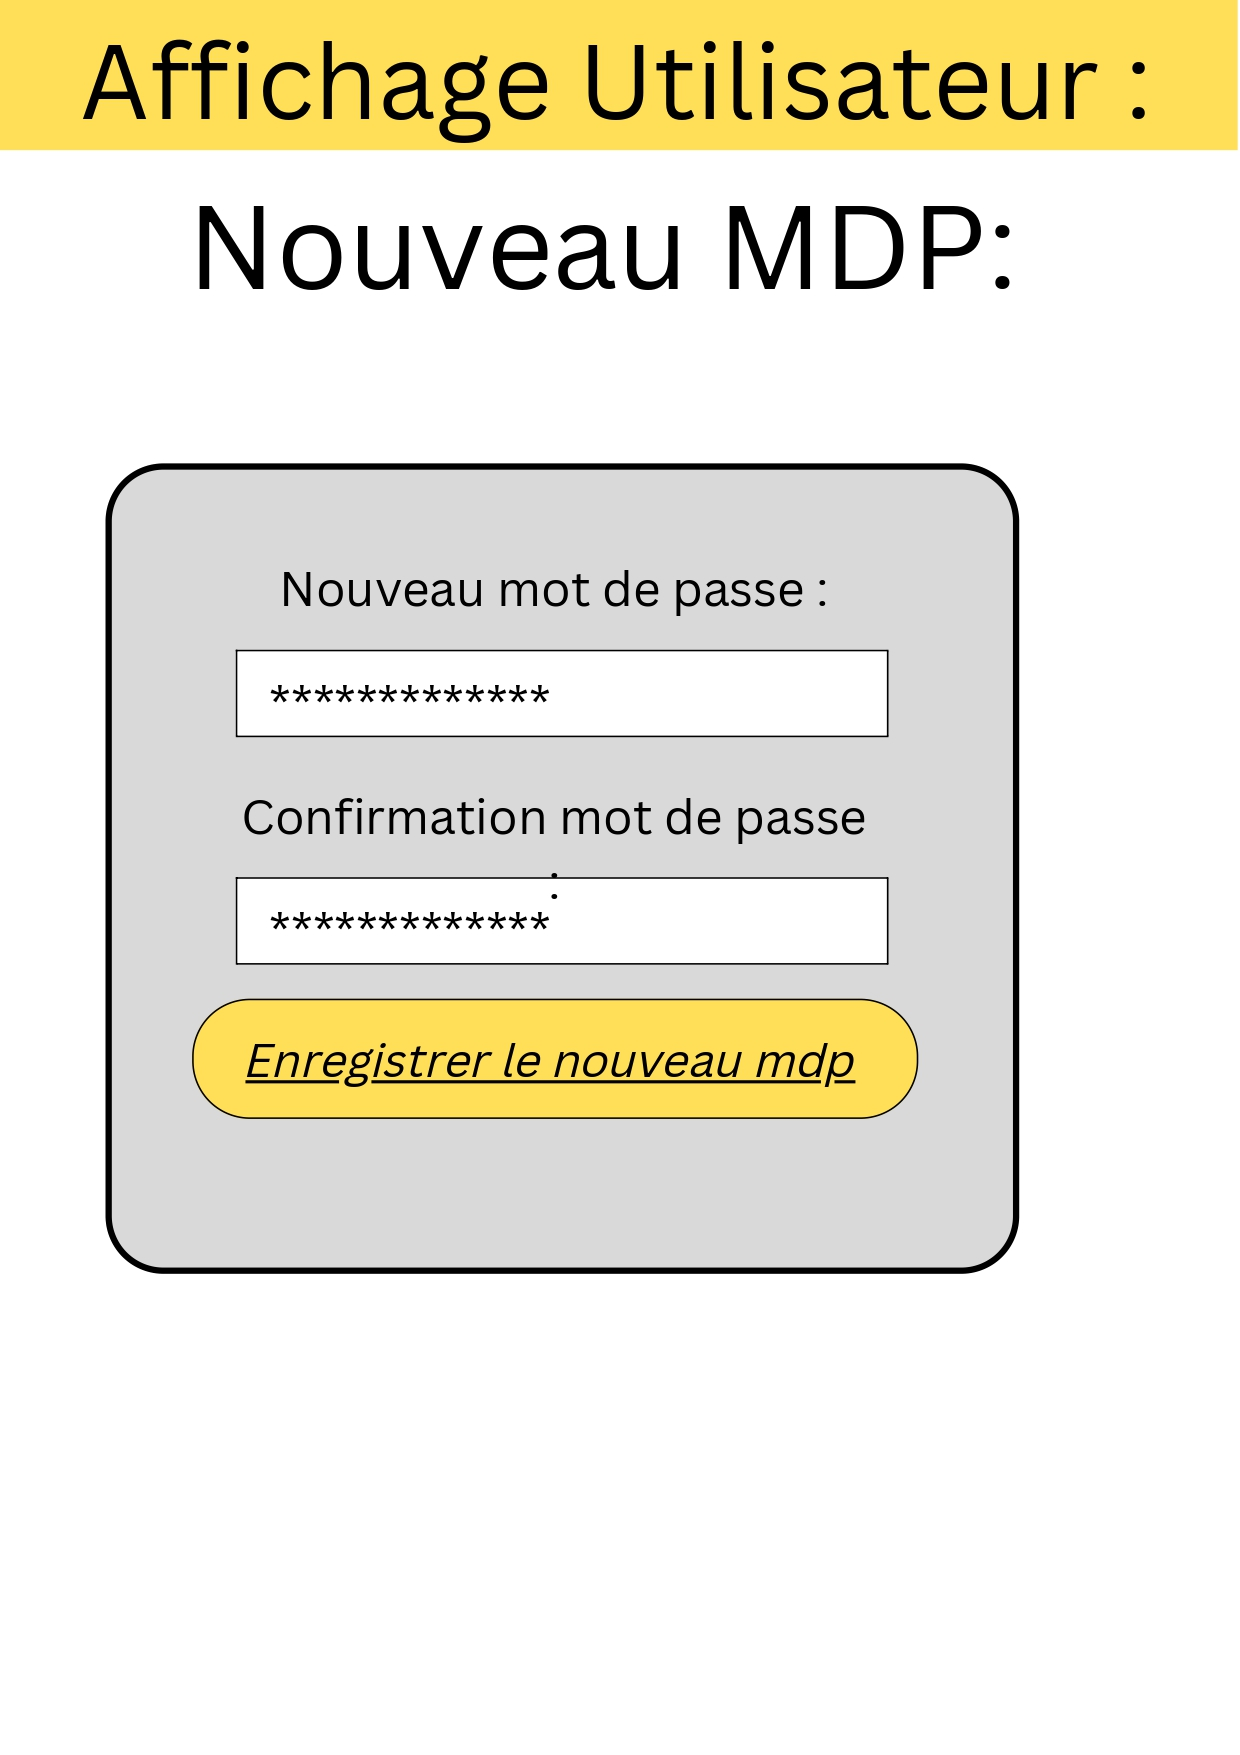 Affichage Utilisateur :
Nouveau MDP:
Nouveau mot de passe :
*************
Confirmation mot de passe
:
*************
Enregistrer le nouveau mdp